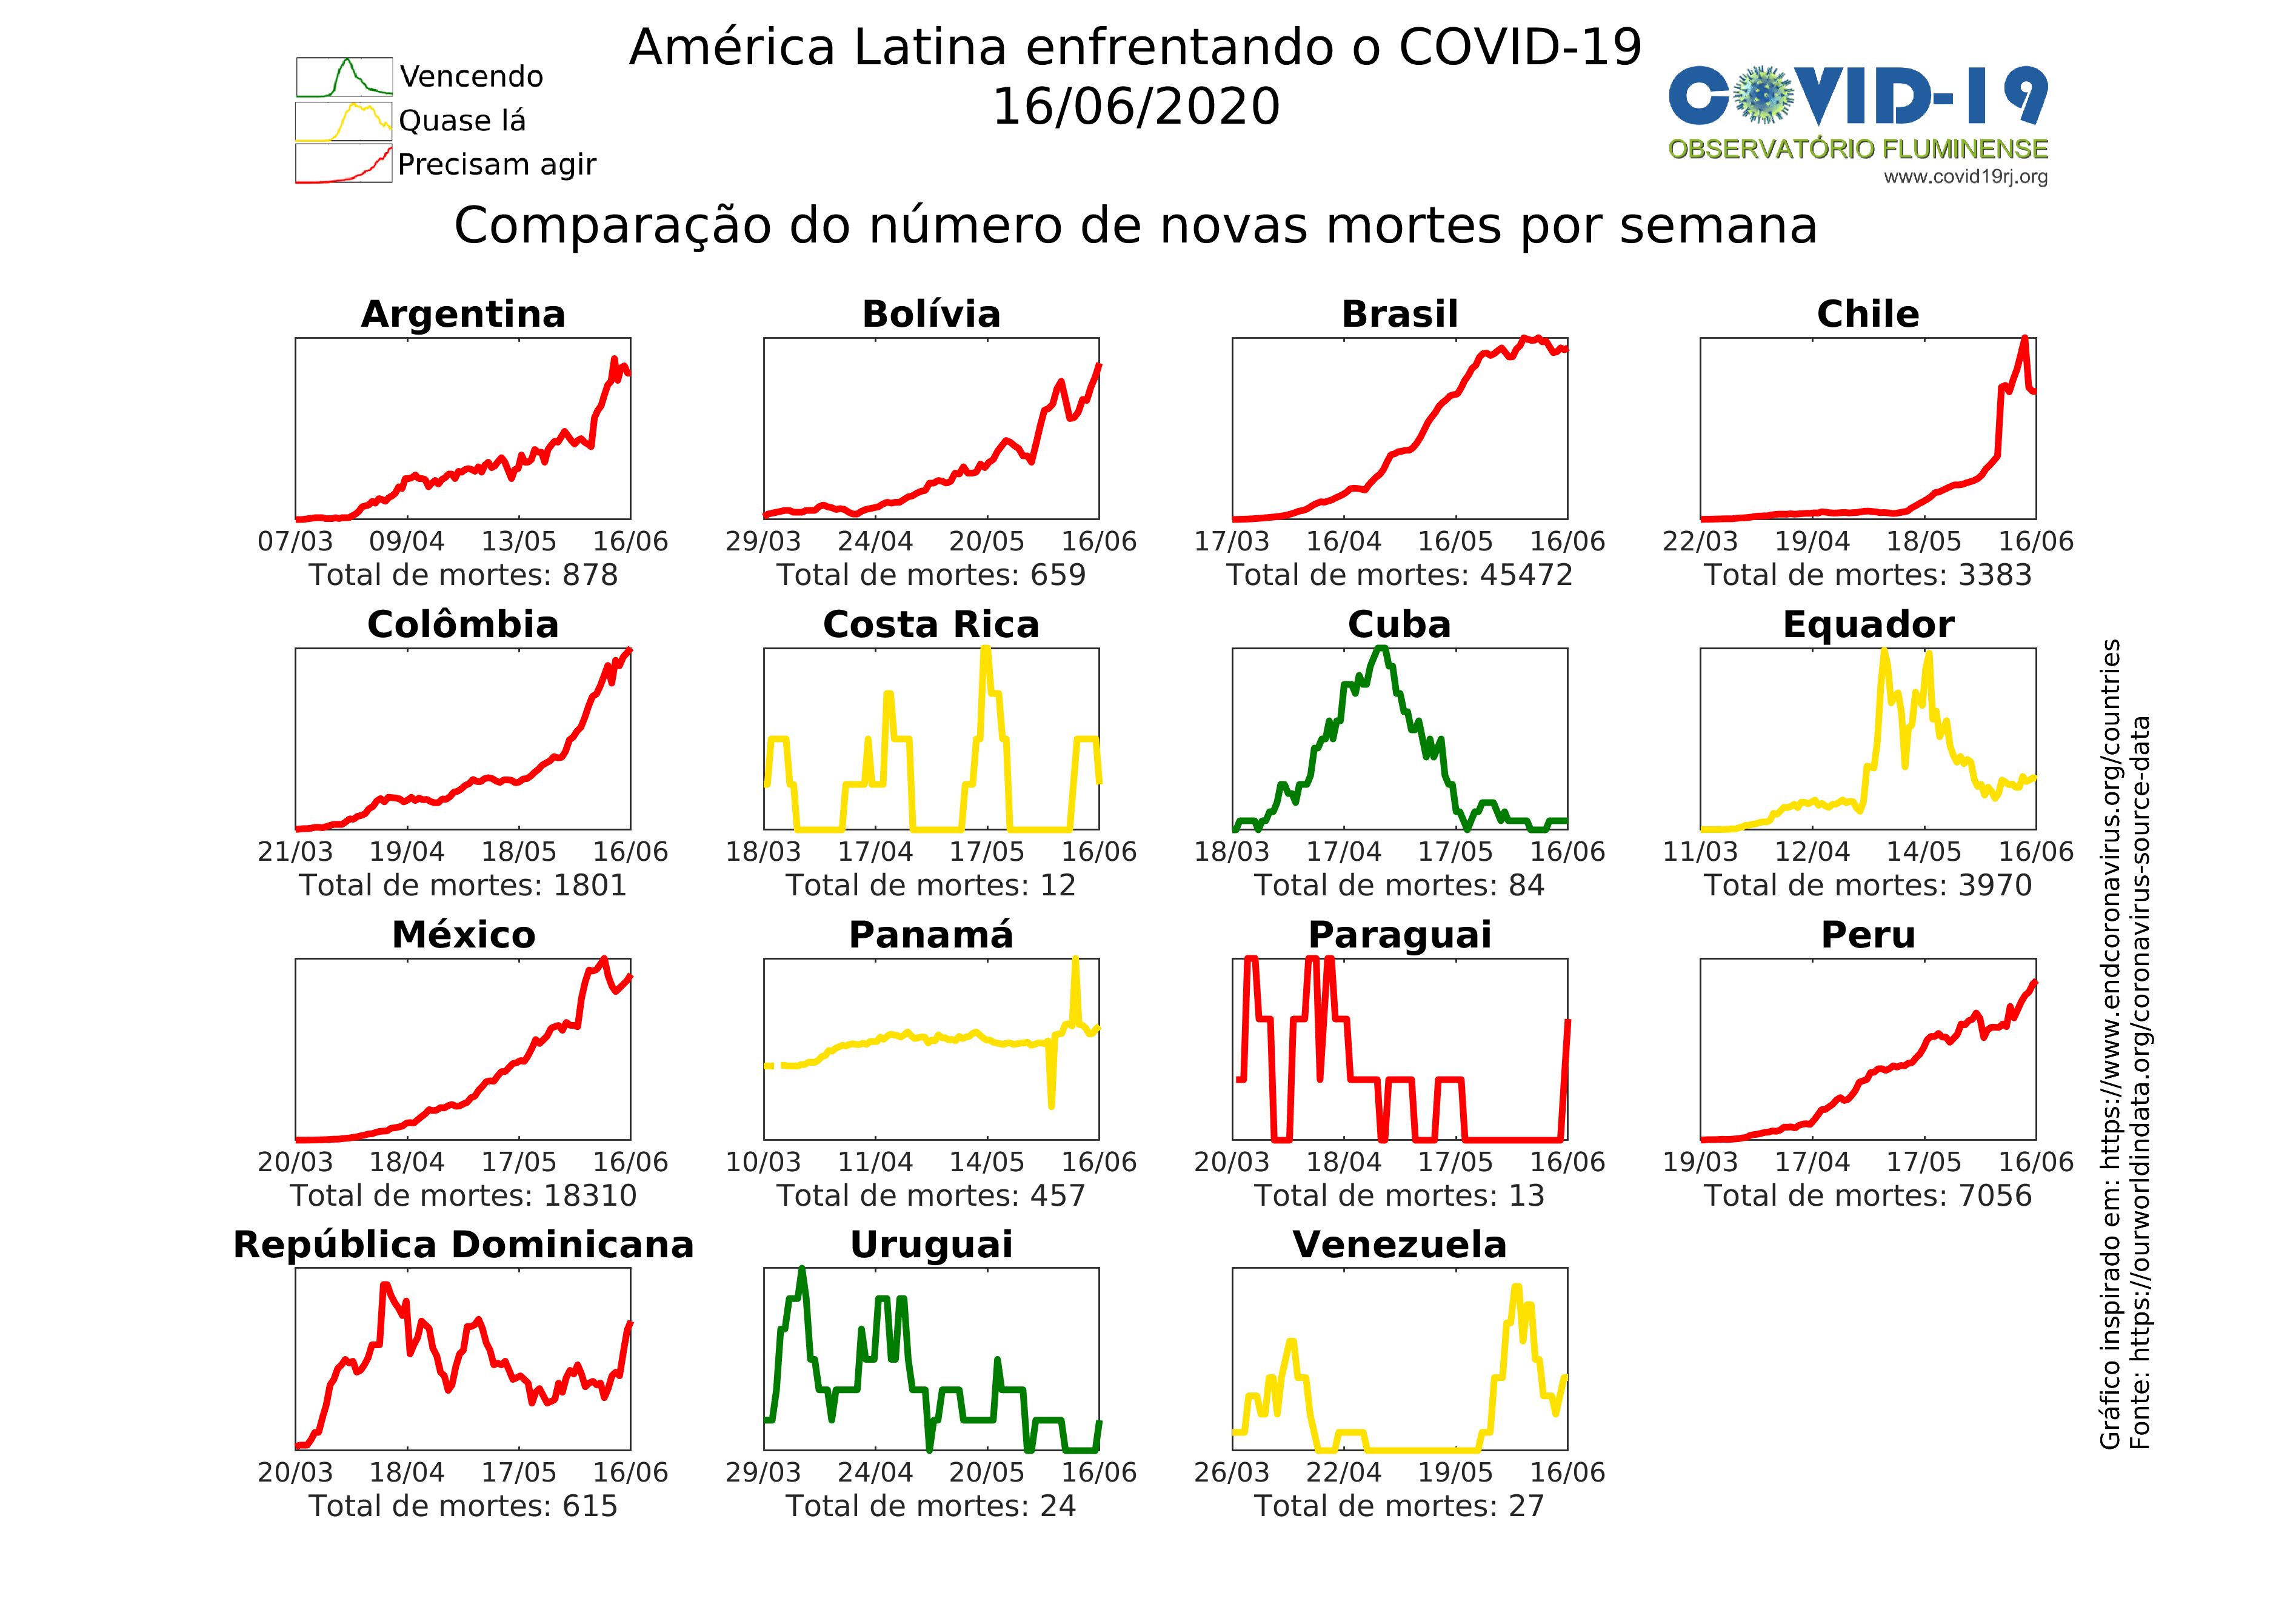 América Latina enfrentando o COVID-19
16/06/2020
Vencendo
Quase lá
Precisam agir
COVID-19
OBSERVATÓRIO FLUMINENSE
www.covid19rj.org
Comparação do número de novas mortes por semana
Argentina
07/03 09/04 13/05 16/06
Total de mortes: 878
Bolívia
29/03 24/04 20/05 16/06
Total de mortes: 659
Brasil
17/03 16/04 16/05 16/06
Total de mortes: 45472
Chile
22/03 19/04 18/05 16/06
Total de mortes: 3383
Colômbia
21/03 19/04 18/05 16/06
Total de mortes: 1801
Costa Rica
18/03 17/04 17/05 16/06
Total de mortes: 12
Cuba
18/03 17/04 17/05 16/06
Total de mortes: 84
Equador
11/03 12/04 14/05 16/06
Total de mortes: 3970
México
20/03 18/04 17/05 16/06
Total de mortes: 18310
Panamá
10/03 11/04 14/05 16/06
Total de mortes: 457
Paraguai
20/03 18/04 17/05 16/06
Total de mortes: 13
Peru
19/03 17/04 17/05 16/06
Total de mortes: 7056
República Dominicana
20/03 18/04 17/05 16/06
Total de mortes: 615
Uruguai
29/03 24/04 20/05 16/06
Total de mortes: 24
Venezuela
26/03 22/04 19/05 16/06
Total de mortes: 27
Gráfico inspirado em: https://www.endcoronavirus.org/countries
Fonte: https://ourworldindata.org/coronavirus-source-data